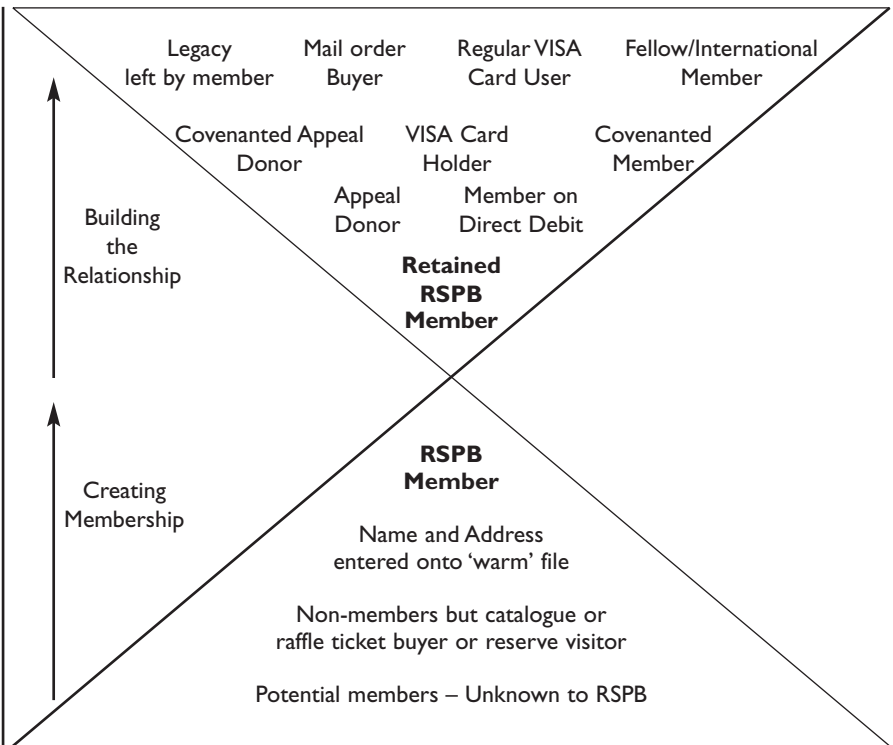 Legacy
left by member
Mail order
Buyer
Regular VISA
Card User
Fellow/International
Member
Covenanted Appeal
Donor
VISA Card
Holder
Covenanted
Member
Appeal
Donor
Member on
Direct Debit
Building
the
Relationship
Retained
RSPB
Member
RSPB
Member
Creating
Membership
Name and Address
entered onto ‘warm’ file
Non-members but catalogue or
raffle ticket buyer or reserve visitor
Potential members – Unknown to RSPB